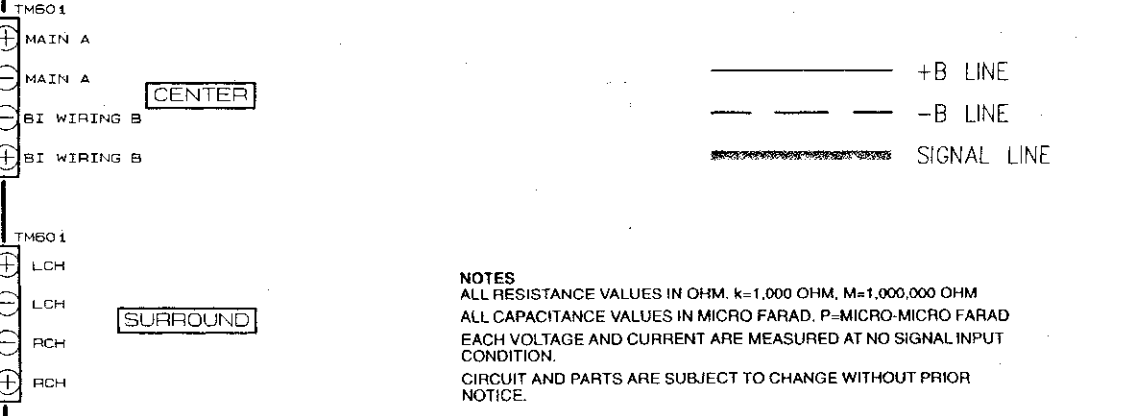 TM601
+ MAIN A
- MAIN A
CENTER
- BI WIRING B
+ BI WIRING B
+B LINE
-B LINE
SIGNAL LINE
TM601
+ LCH
- LCH
SURROUND
- RCH
+ RCH
NOTES
ALL RESISTANCE VALUES IN OHM. k=1,000 OHM, M=1,000,000 OHM
ALL CAPACITANCE VALUES IN MICRO FARAD. P=MICRO-MICRO FARAD
EACH VOLTAGE AND CURRENT ARE MEASURED AT NO SIGNAL INPUT
CONDITION.
CIRCUIT AND PARTS ARE SUBJECT TO CHANGE WITHOUT PRIOR
NOTICE.